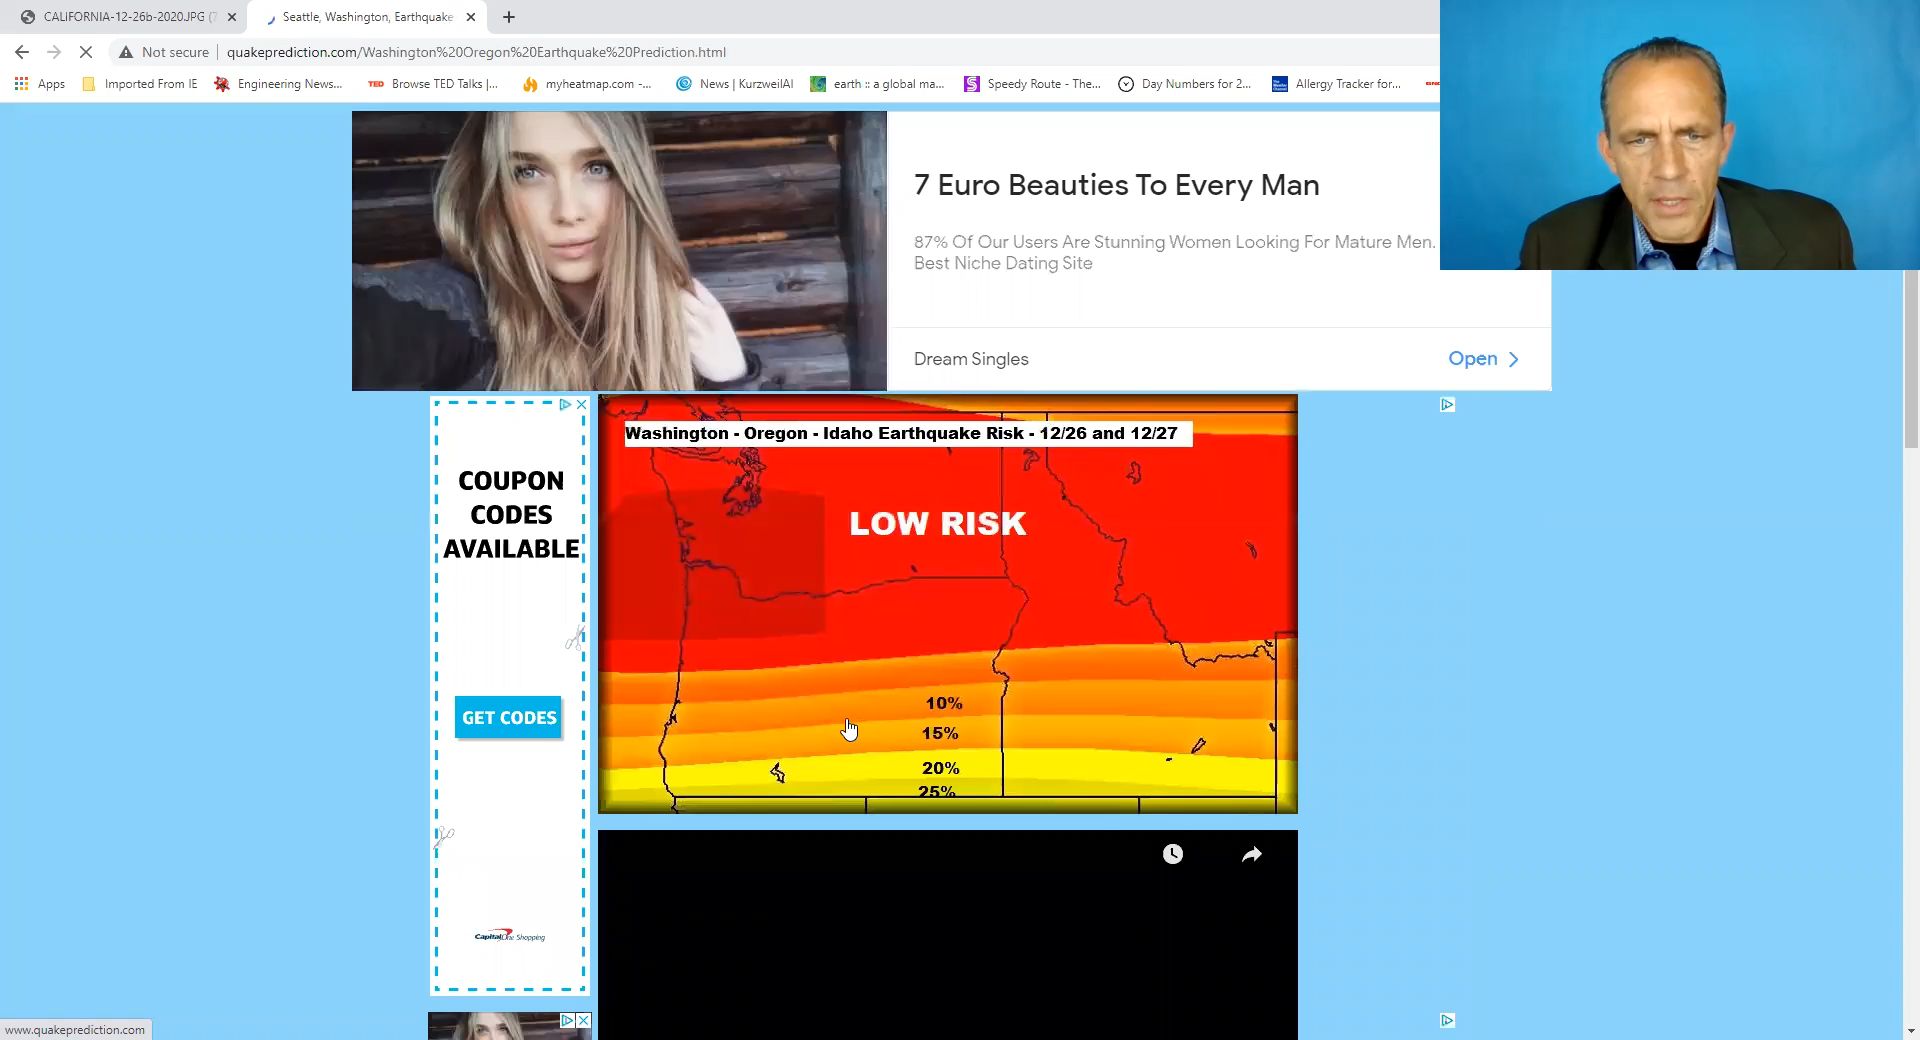 CALIFORNIA-12-26b-2020.JPG (7
Seattle, Washington, Earthquake
Not secure
quakeprediction.com/Washington%20Oregon%20Earthquake%20Prediction.html
Apps
Imported From IE
Engineering News...
TED
Browse TED Talks |...
myheatmap.com -...
News | KurzweilAI
earth :: a global ma...
Speedy Route - The...
Day Numbers for 2...
Allergy Tracker for...
7 Euro Beauties To Every Man
87% Of Our Users Are Stunning Women Looking For Mature Men.
Best Niche Dating Site
Dream Singles
Open
COUPON
CODES
AVAILABLE
GET CODES
CapitalOne Shopping
Washington - Oregon - Idaho Earthquake Risk - 12/26 and 12/27
LOW RISK
10%
15%
20%
25%
www.quakeprediction.com